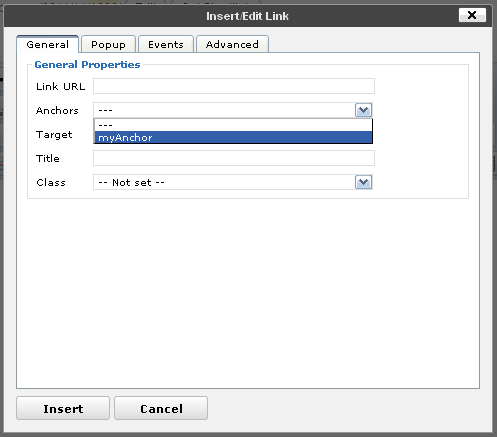 Insert/Edit Link
General Popup Events Advanced
General Properties
Link URL
Anchors ---
---
Target
myAnchor
Title
Class -- Not set --
Insert Cancel